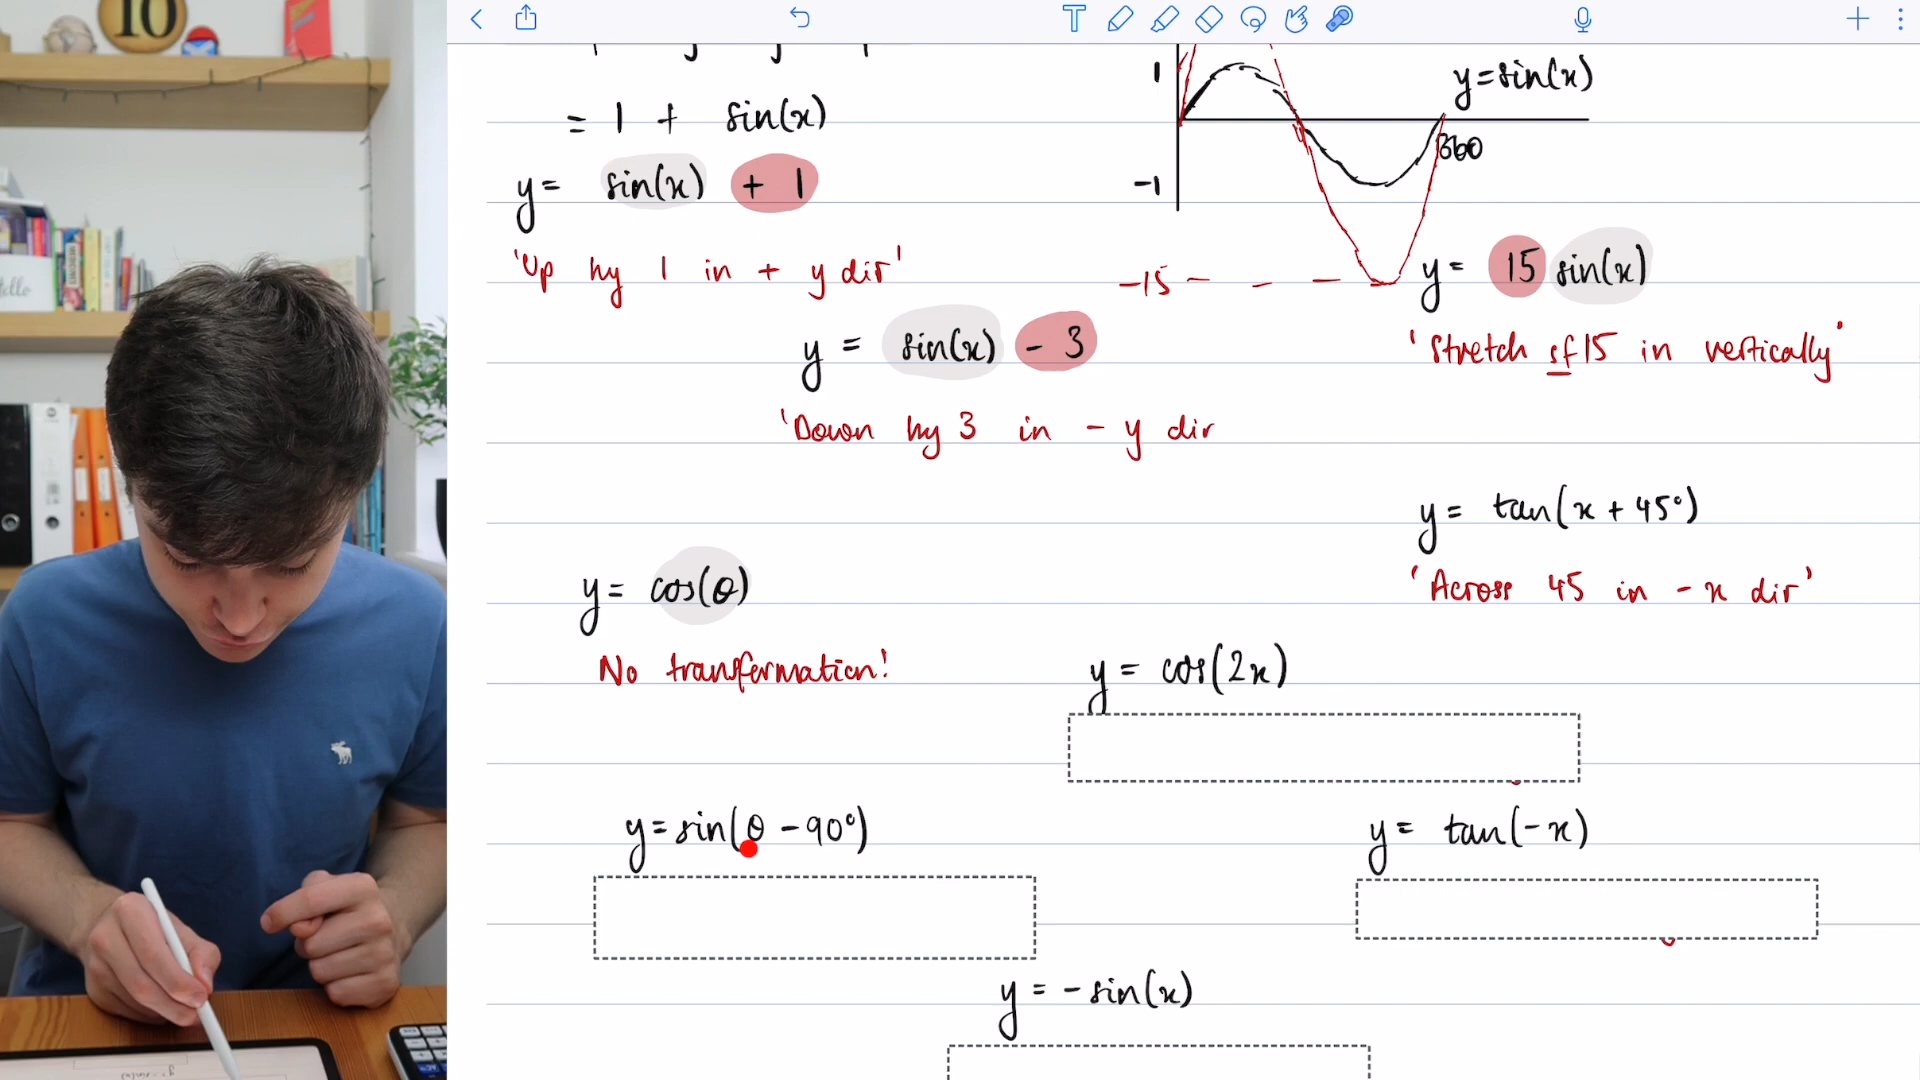 10
= 1 + sin(x)
y = sin(x) + 1
'Up by 1 in + y dir'
y = sin(x) - 3
'Down by 3 in - y dir
1
-1
y=sin(x)
360
-15
y = 15 sin(x)
'Stretch sf 15 in vertically'
y = tan(x + 45°)
'Across 45 in - x dir'
y = cos(θ)
No transformation!
y = cos(2x)
y=sin(θ - 90°)
y = tan(-x)
y = -sin(x)